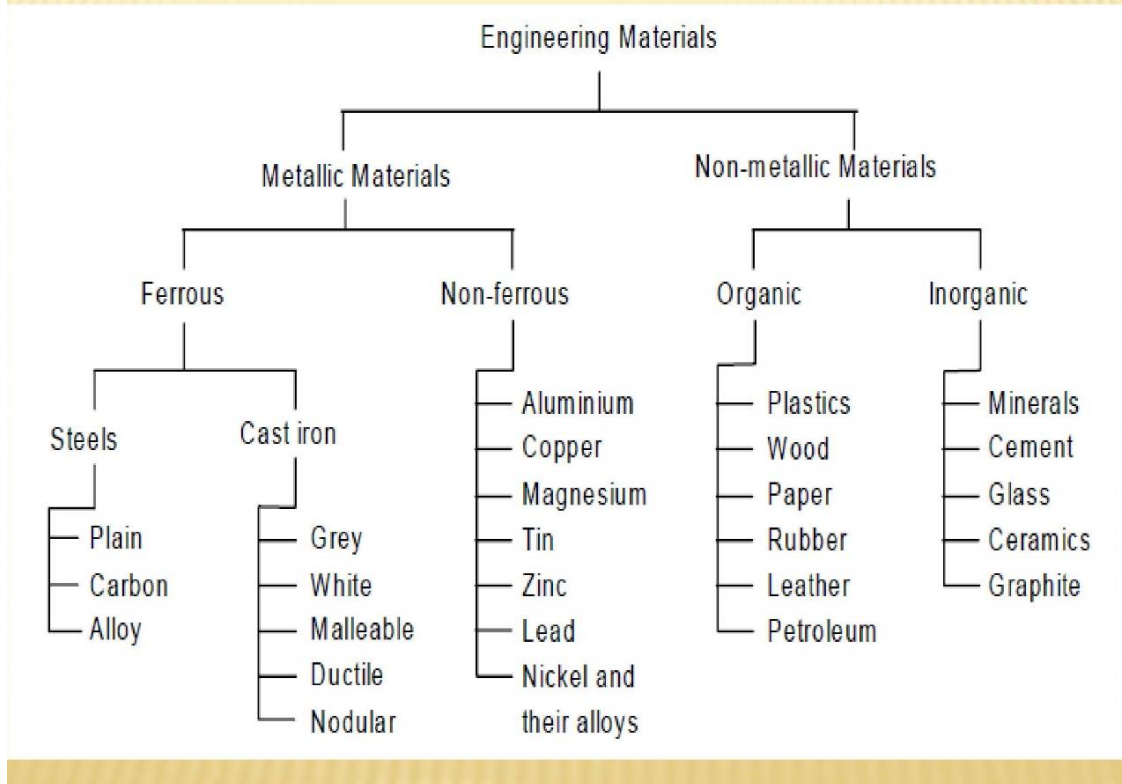 Engineering Materials
Metallic Materials
Non-metallic Materials
Ferrous
Non-ferrous
Organic
Inorganic
Steels
Cast iron
Plain
Carbon
Alloy
Grey
White
Malleable
Ductile
Nodular
Aluminium
Copper
Magnesium
Tin
Zinc
Lead
Nickel and
their alloys
Plastics
Wood
Paper
Rubber
Leather
Petroleum
Minerals
Cement
Glass
Ceramics
Graphite